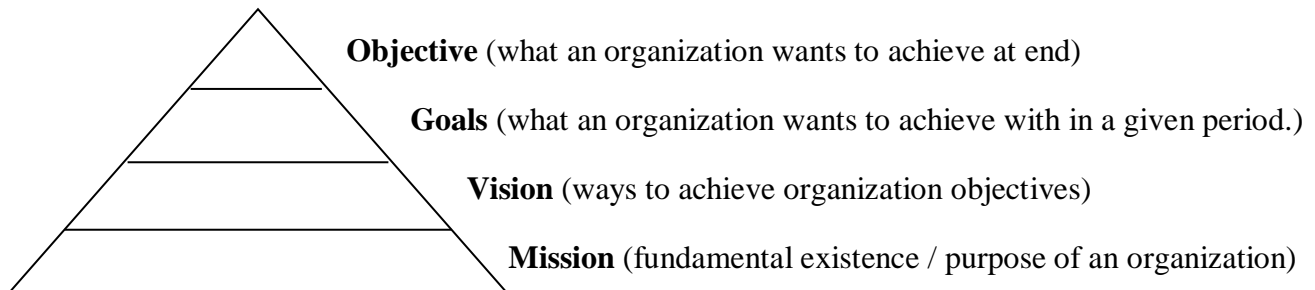 Objective (what an organization wants to achieve at end)
Goals (what an organization wants to achieve with in a given period.)
Vision (ways to achieve organization objectives)
Mission (fundamental existence / purpose of an organization)